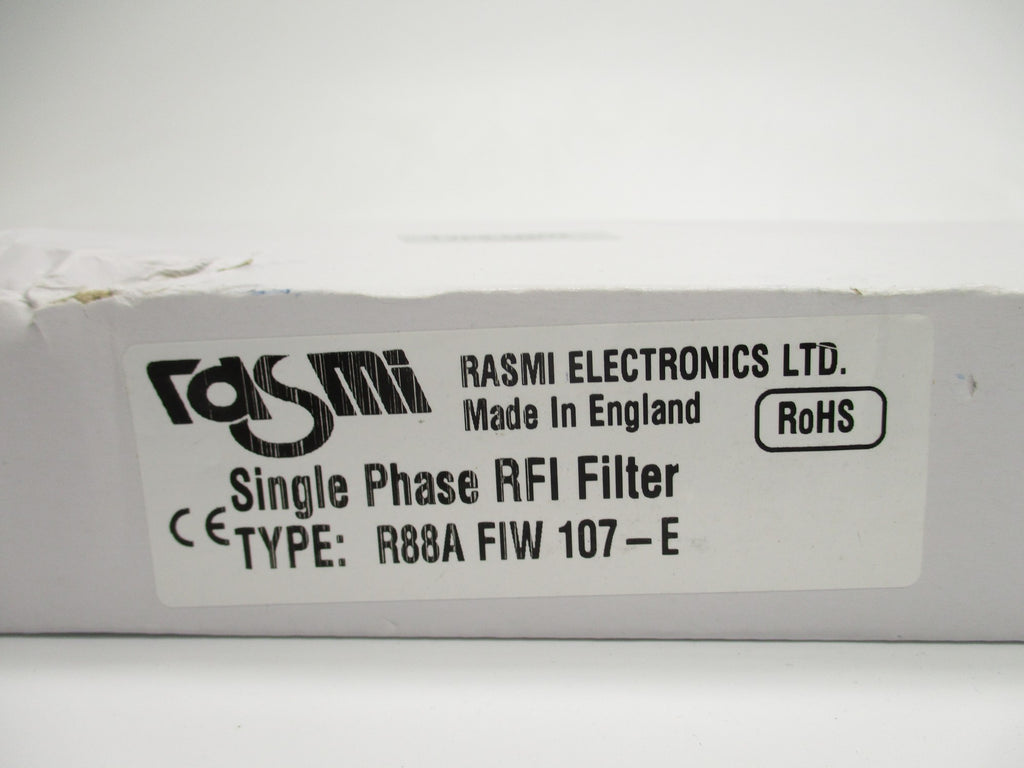 rasmi
RASMI ELECTRONICS LTD.
Made In England
RoHS
Single Phase RFI Filter
CE
TYPE: R88A FIW 107-E